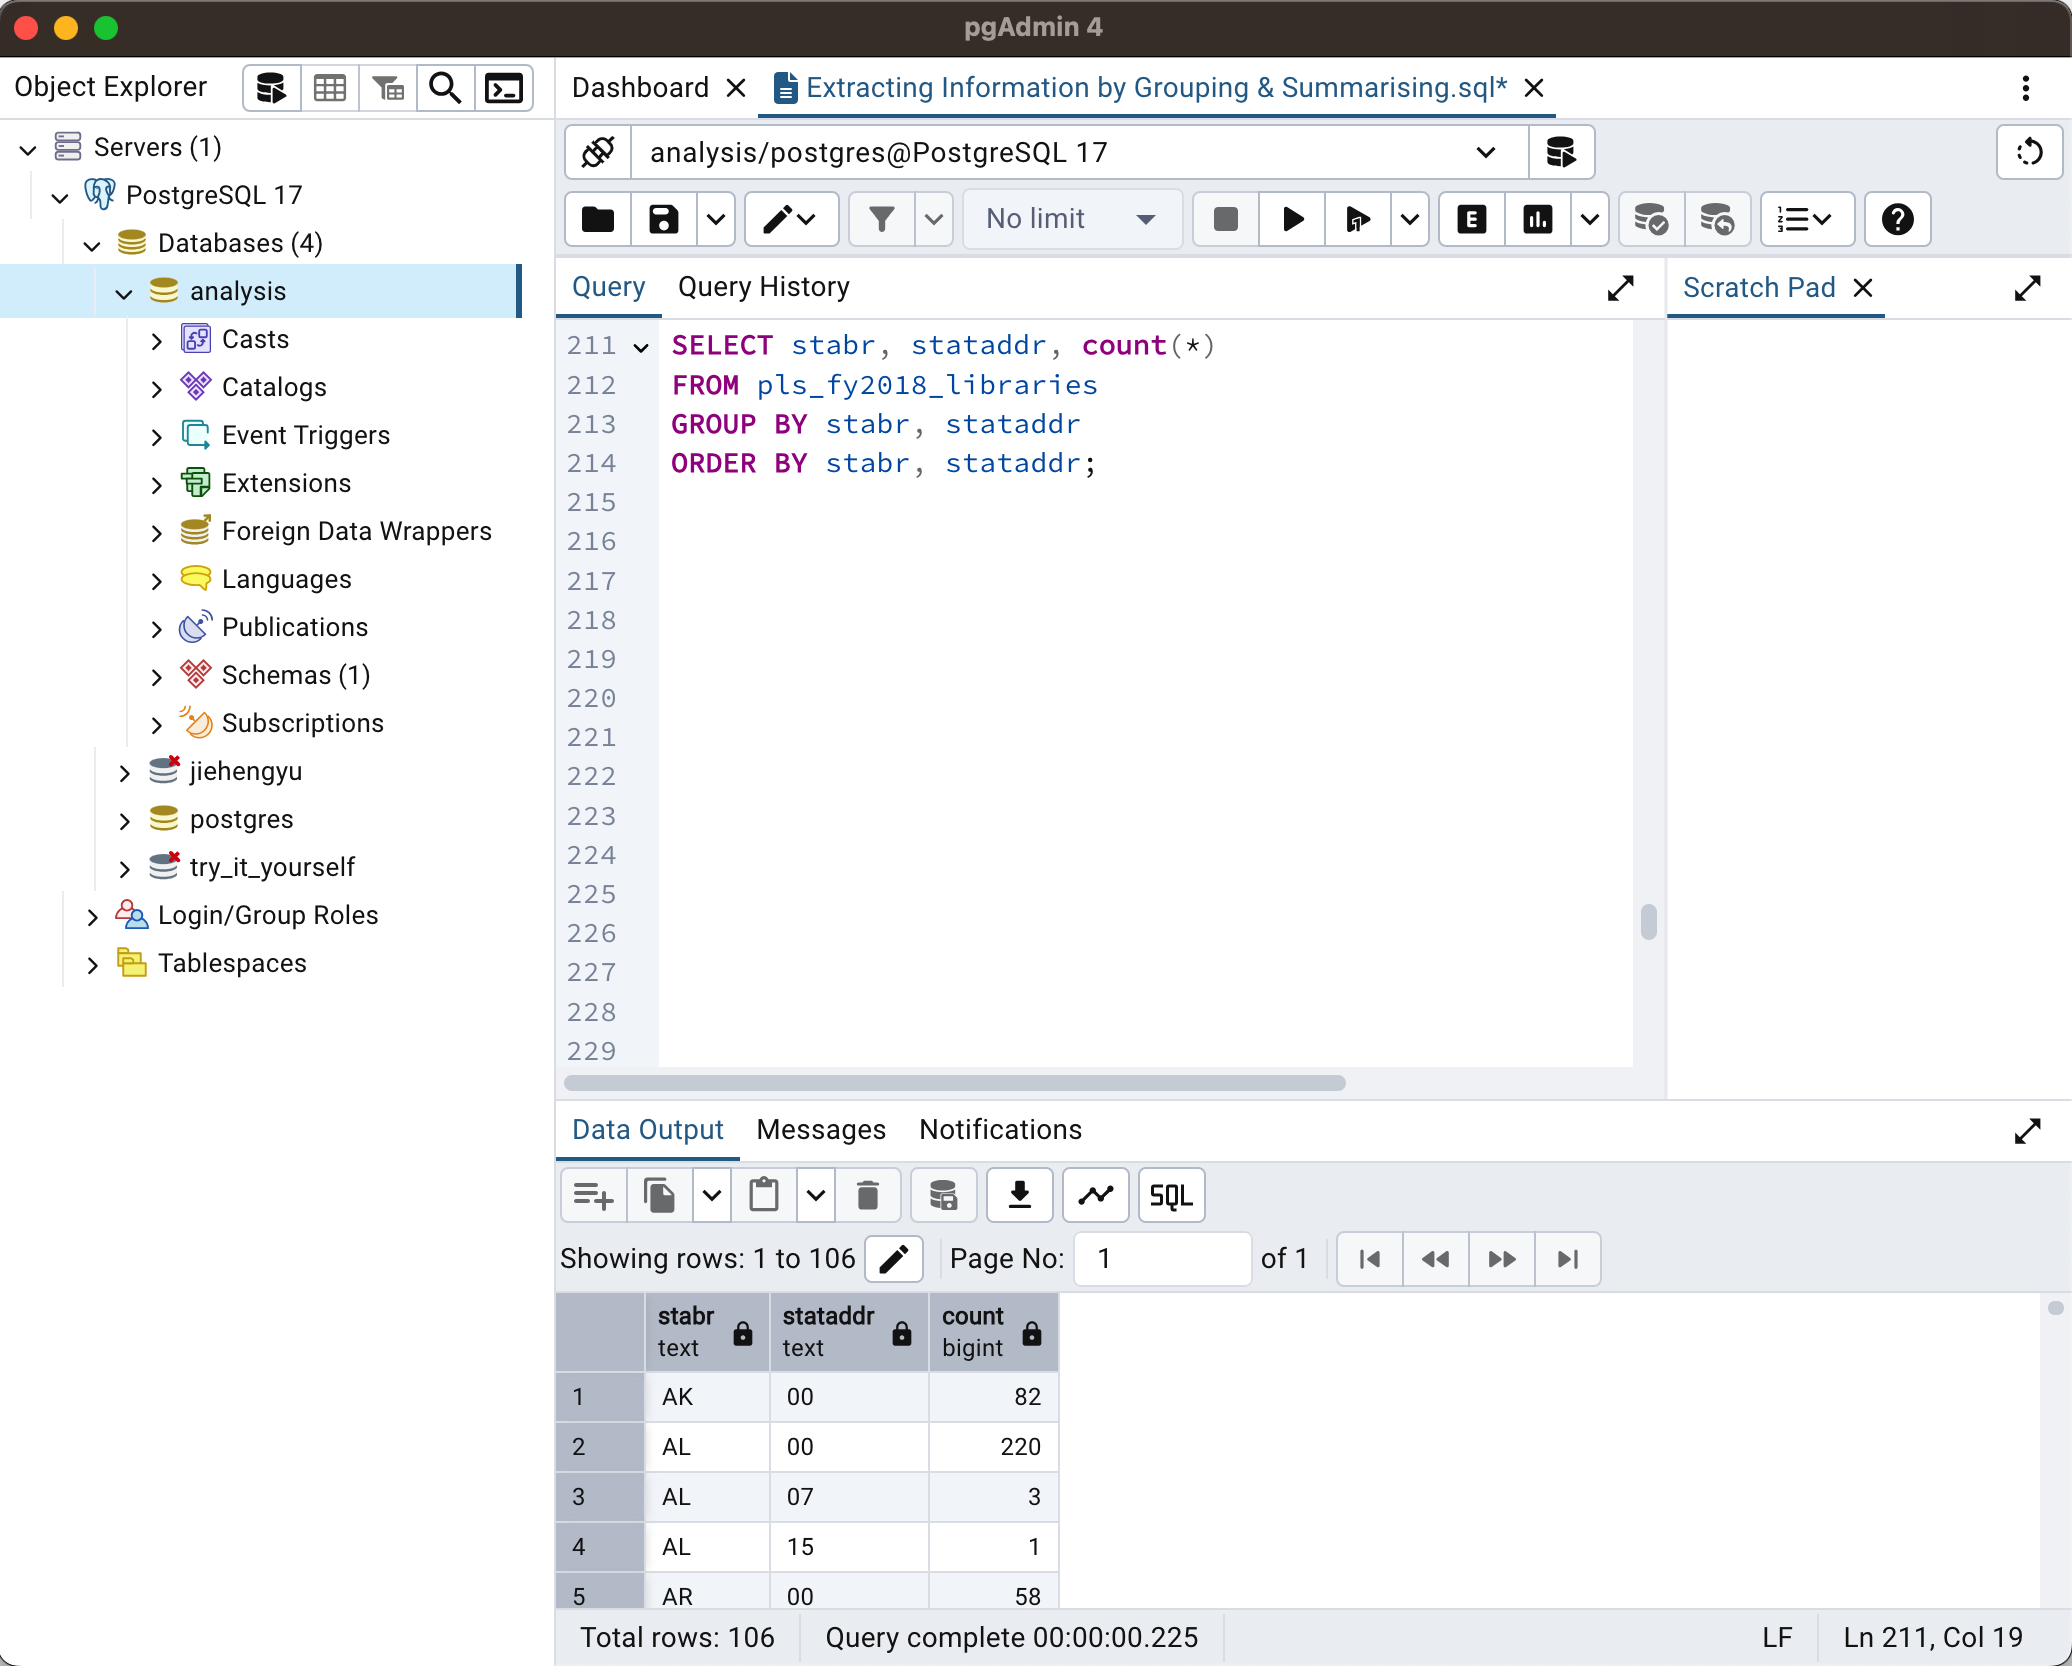 pgAdmin 4
Object Explorer
Servers (1)
PostgreSQL 17
Databases (4)
analysis
Casts
Catalogs
Event Triggers
Extensions
Foreign Data Wrappers
Languages
Publications
Schemas (1)
Subscriptions
jiehengyu
postgres
try_it_yourself
Login/Group Roles
Tablespaces
Dashboard
Extracting Information by Grouping & Summarising.sql*
analysis/postgres@PostgreSQL 17
No limit
E
Query
Query History
Scratch Pad
211 SELECT stabr, stataddr, count(*)
212 FROM pls_fy2018_libraries
213 GROUP BY stabr, stataddr
214 ORDER BY stabr, stataddr;
215
216
217
218
219
220
221
222
223
224
225
226
227
228
229
Data Output
Messages
Notifications
SQL
Showing rows: 1 to 106
Page No: 1 of 1
stabr stataddr count
text text bigint
1 AK 00 82
2 AL 00 220
3 AL 07 3
4 AL 15 1
5 AR 00 58
Total rows: 106
Query complete 00:00:00.225
LF
Ln 211, Col 19